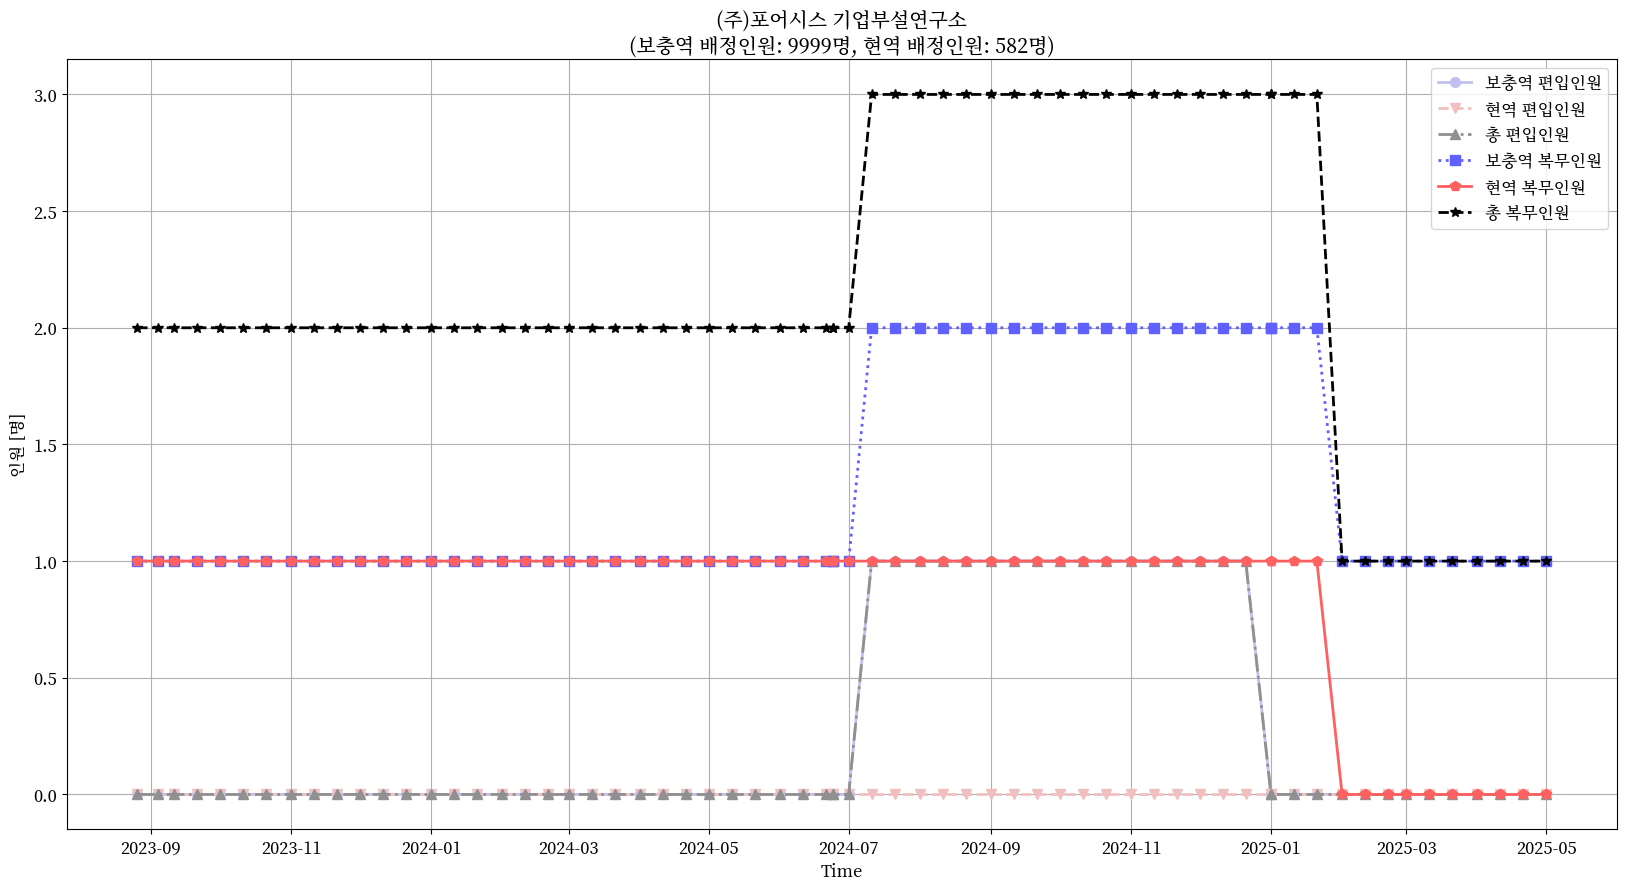 (주)포어시스 기업부설연구소
(보충역 배정인원: 9999명, 현역 배정인원: 582명)
보충역 편입인원
현역 편입인원
총 편입인원
보충역 복무인원
현역 복무인원
총 복무인원
인원 [명]
3.0
2.5
2.0
1.5
1.0
0.5
0.0
2023-09
2023-11
2024-01
2024-03
2024-05
2024-07
2024-09
2024-11
2025-01
2025-03
2025-05
Time